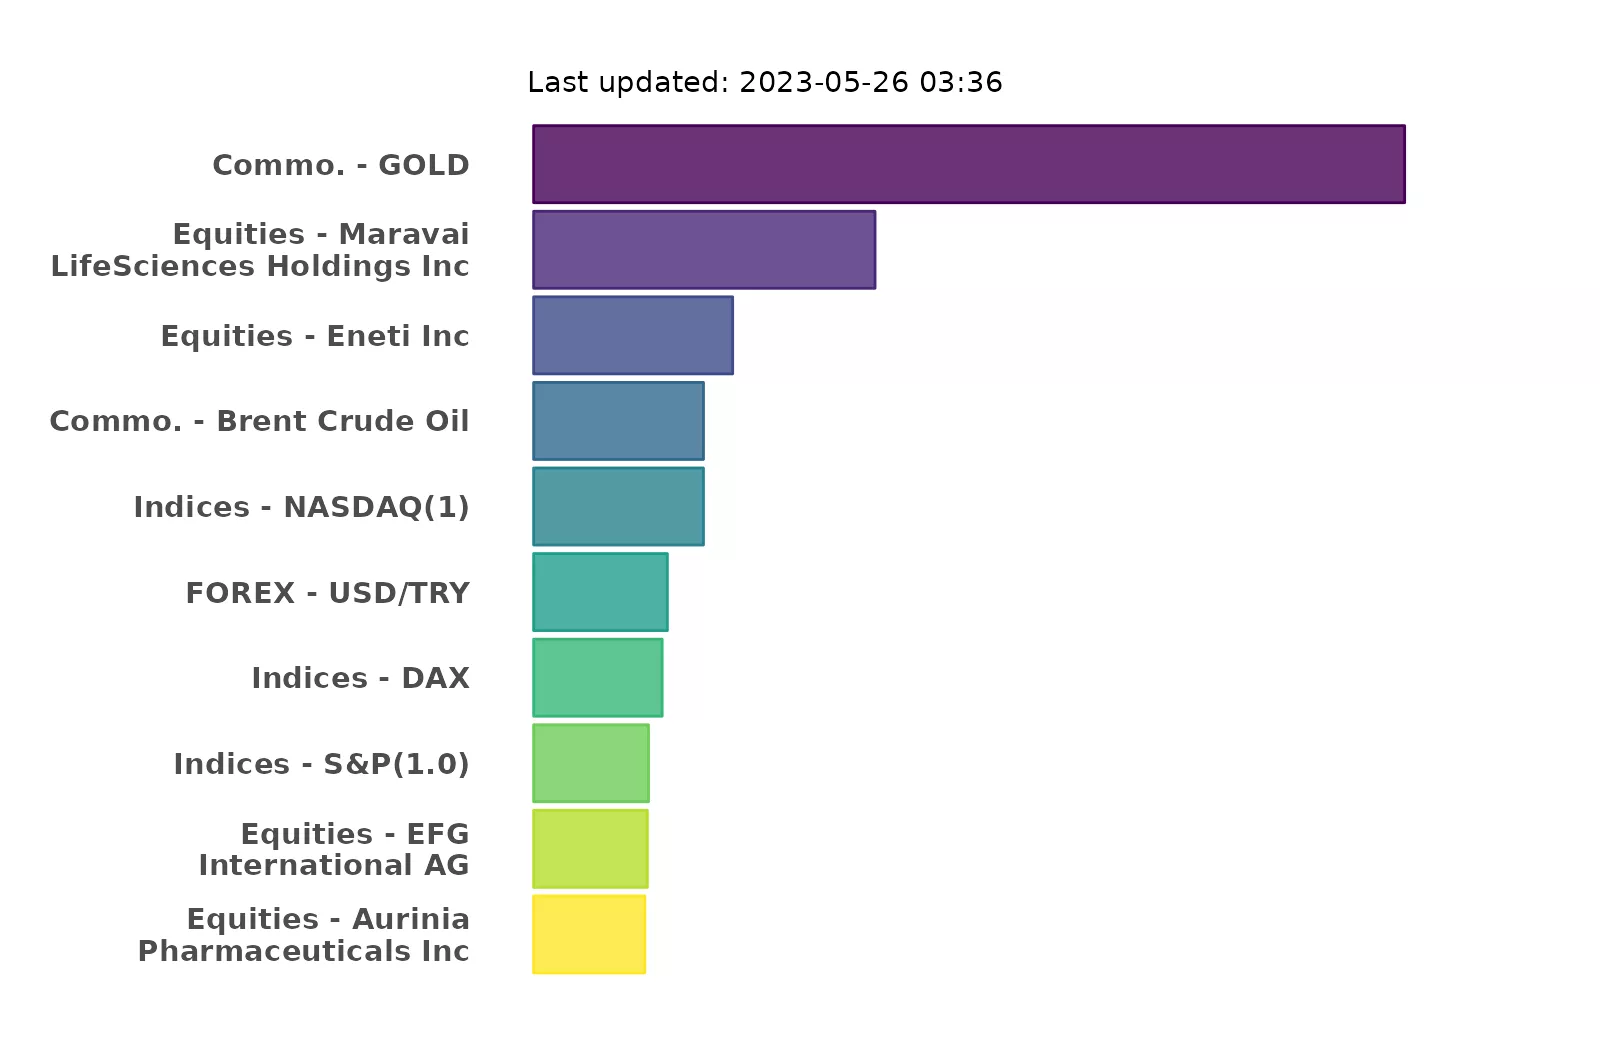 Last updated: 2023-05-26 03:36
Commo. - GOLD
Equities - Maravai
LifeSciences Holdings Inc
Equities - Eneti Inc
Commo. - Brent Crude Oil
Indices - NASDAQ(1)
FOREX - USD/TRY
Indices - DAX
Indices - S&P(1.0)
Equities - EFG
International AG
Equities - Aurinia
Pharmaceuticals Inc